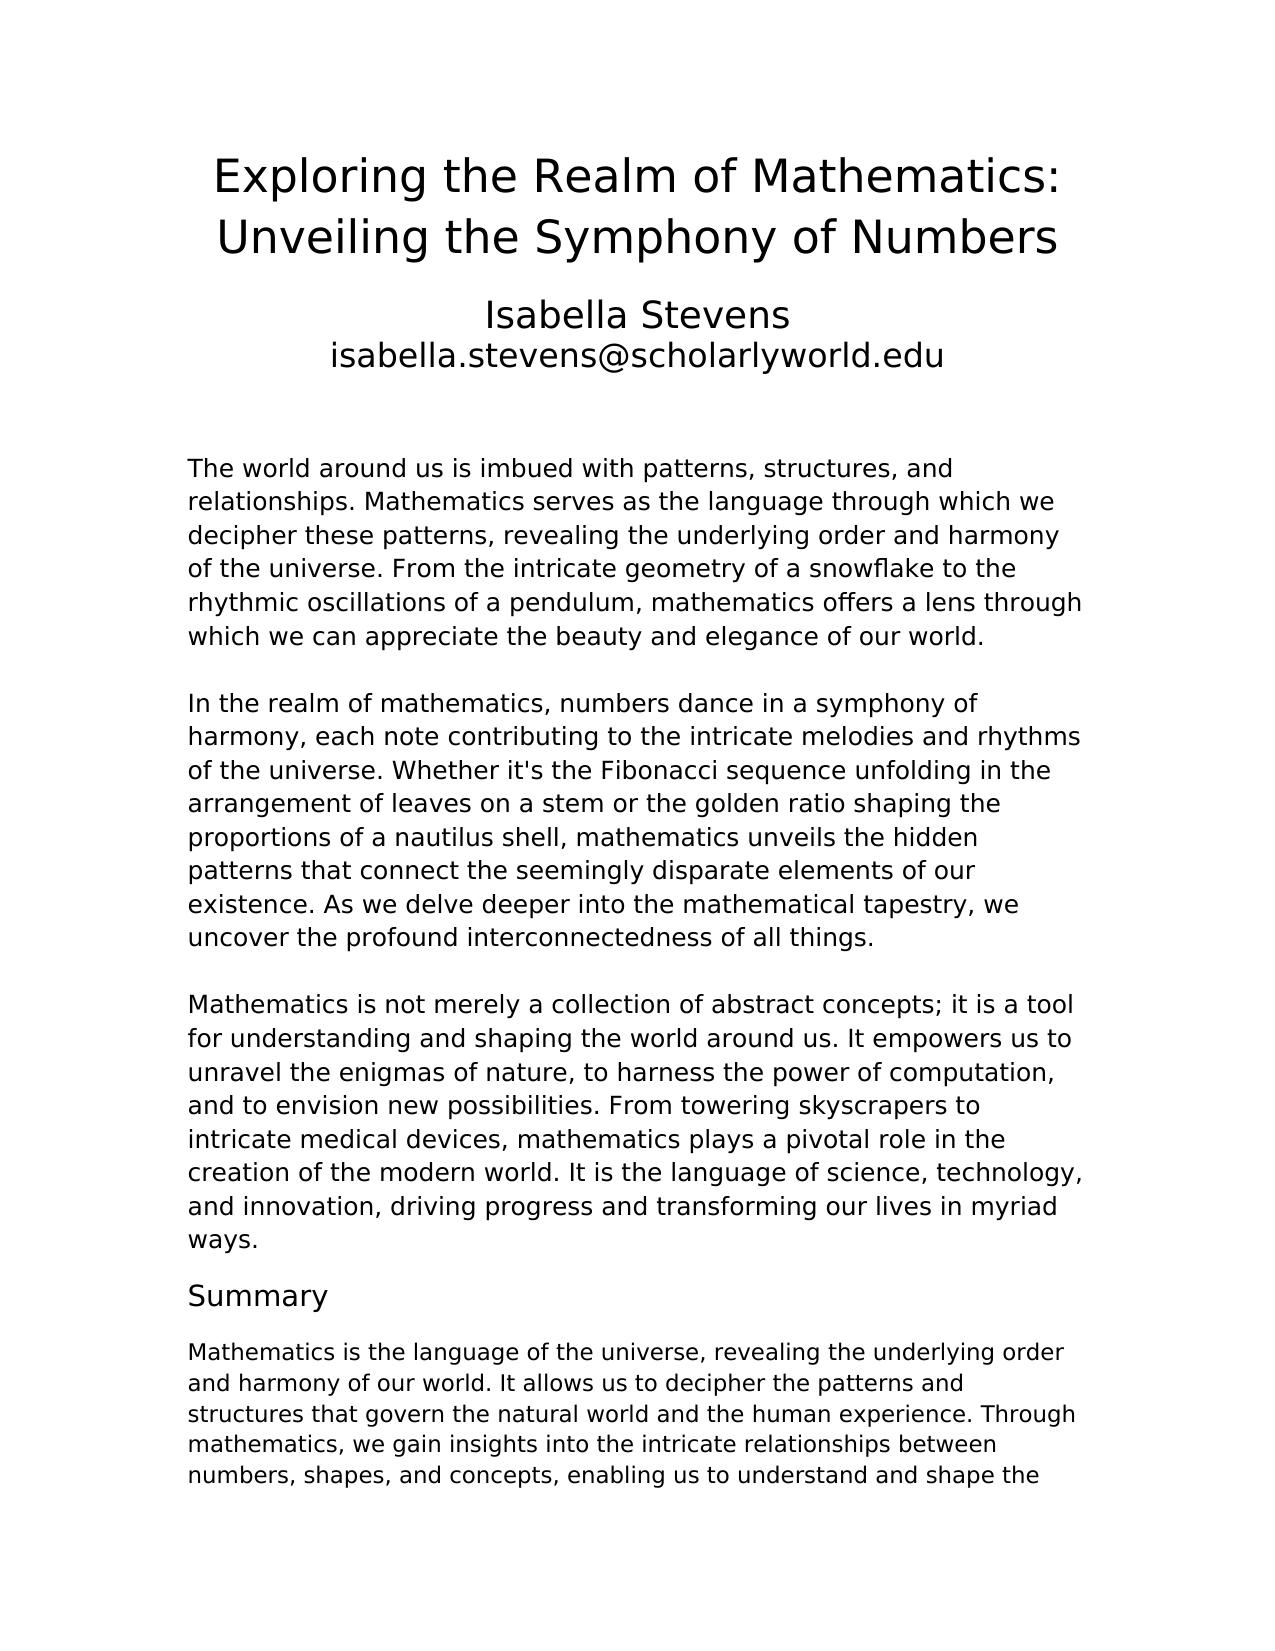 Exploring the Realm of Mathematics:
Unveiling the Symphony of Numbers
Isabella Stevens
isabella.stevens@scholarlyworld.edu
The world around us is imbued with patterns, structures, and
relationships. Mathematics serves as the language through which we
decipher these patterns, revealing the underlying order and harmony
of the universe. From the intricate geometry of a snowflake to the
rhythmic oscillations of a pendulum, mathematics offers a lens through
which we can appreciate the beauty and elegance of our world.
In the realm of mathematics, numbers dance in a symphony of
harmony, each note contributing to the intricate melodies and rhythms
of the universe. Whether it's the Fibonacci sequence unfolding in the
arrangement of leaves on a stem or the golden ratio shaping the
proportions of a nautilus shell, mathematics unveils the hidden
patterns that connect the seemingly disparate elements of our
existence. As we delve deeper into the mathematical tapestry, we
uncover the profound interconnectedness of all things.
Mathematics is not merely a collection of abstract concepts; it is a tool
for understanding and shaping the world around us. It empowers us to
unravel the enigmas of nature, to harness the power of computation,
and to envision new possibilities. From towering skyscrapers to
intricate medical devices, mathematics plays a pivotal role in the
creation of the modern world. It is the language of science, technology,
and innovation, driving progress and transforming our lives in myriad
ways.
Summary
Mathematics is the language of the universe, revealing the underlying order
and harmony of our world. It allows us to decipher the patterns and
structures that govern the natural world and the human experience. Through
mathematics, we gain insights into the intricate relationships between
numbers, shapes, and concepts, enabling us to understand and shape the